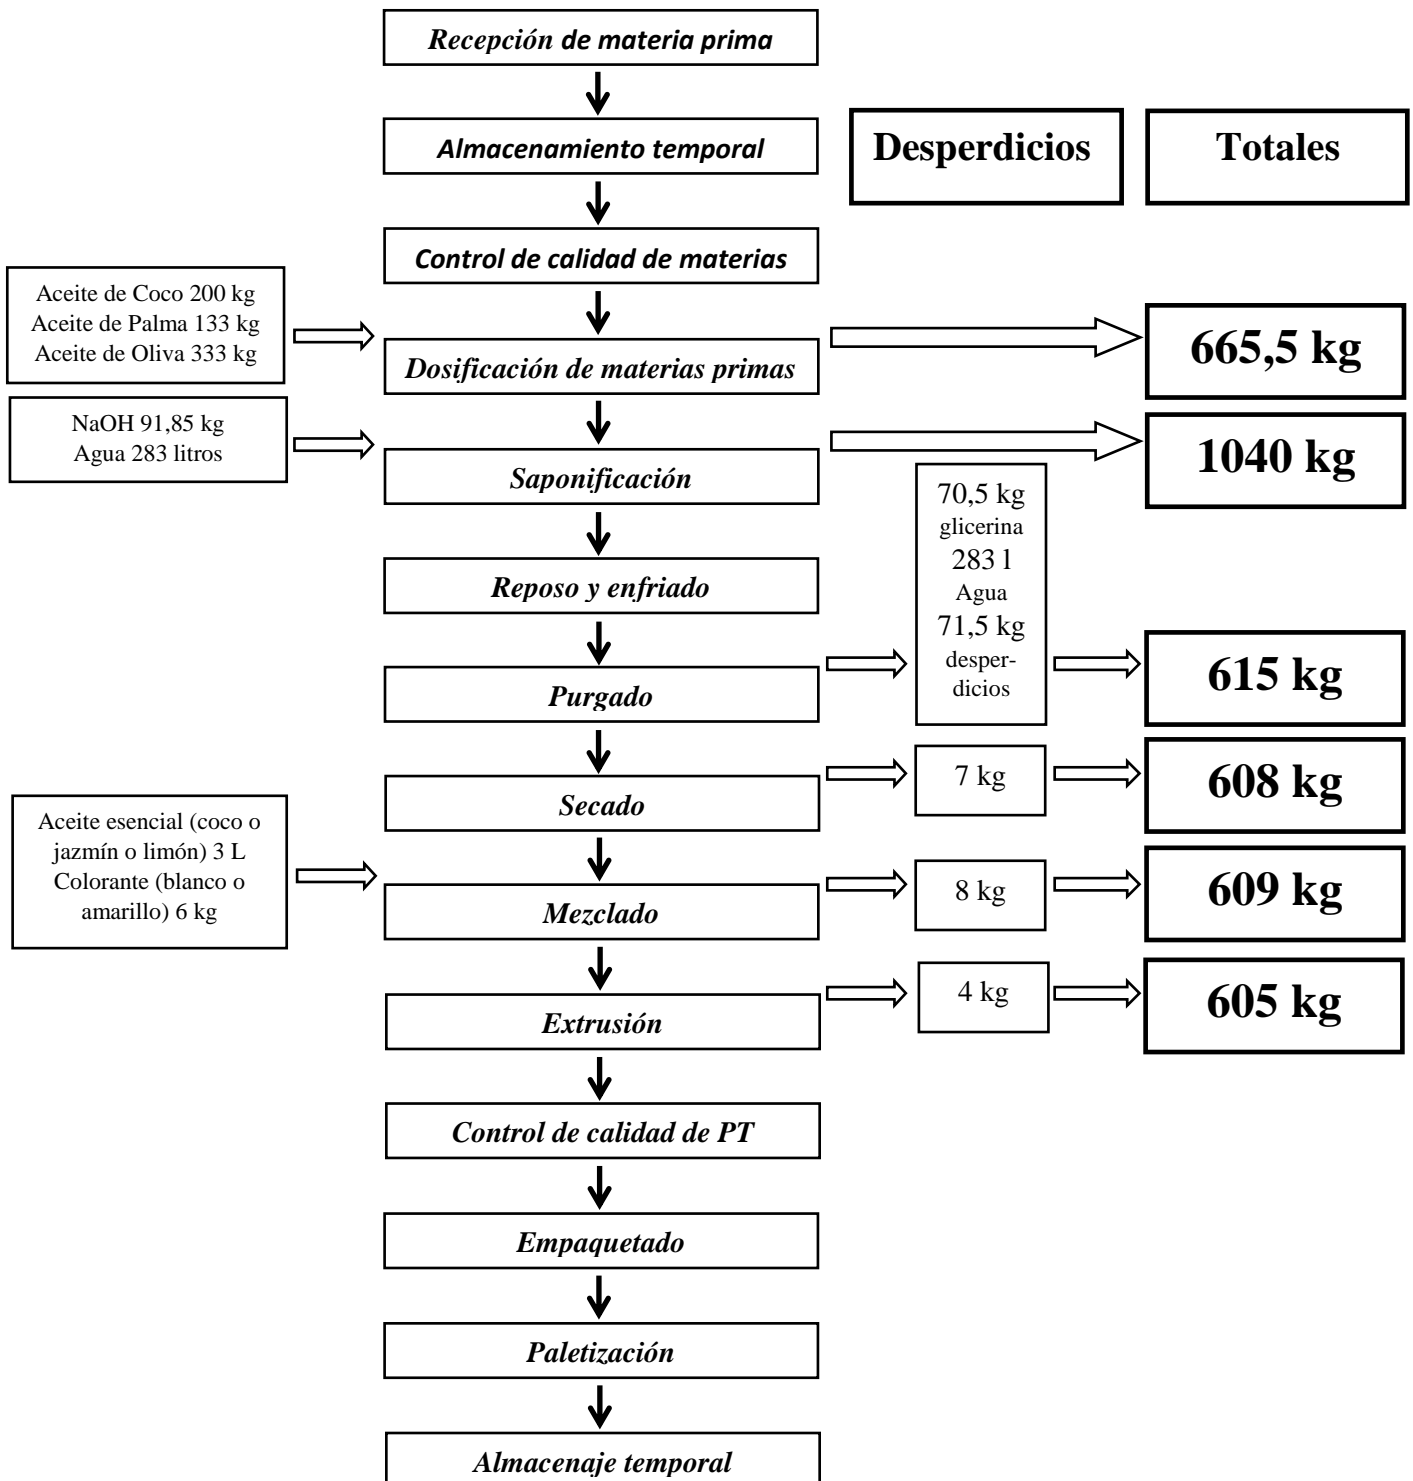 Recepción de materia prima
Almacenamiento temporal
Desperdicios
Totales
Control de calidad de materias
Aceite de Coco 200 kg
Aceite de Palma 133 kg
Aceite de Oliva 333 kg
Dosificación de materias primas
665,5 kg
NaOH 91,85 kg
Agua 283 litros
Saponificación
1040 kg
70,5 kg
glicerina
283 l
Agua
71,5 kg
desper-
dicios
Reposo y enfriado
Purgado
615 kg
Secado
7 kg
608 kg
Aceite esencial (coco o
jazmín o limón) 3 L
Colorante (blanco o
amarillo) 6 kg
Mezclado
8 kg
609 kg
Extrusión
4 kg
605 kg
Control de calidad de PT
Empaquetado
Paletización
Almacenaje temporal